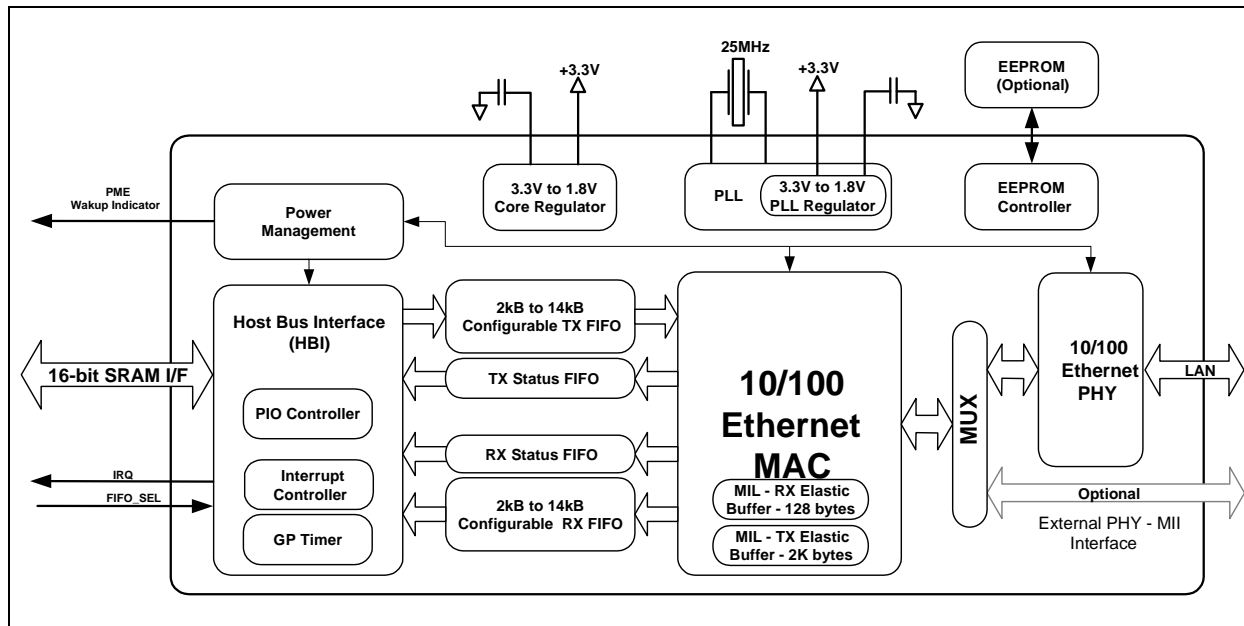 25MHz
+3.3V
+3.3V
EEPROM
(Optional)
3.3V to 1.8V
Core Regulator
PLL
3.3V to 1.8V
PLL Regulator
EEPROM
Controller
PME
Wakup Indicator
Power
Management
Host Bus Interface
(HBI)
2kB to 14kB
Configurable TX FIFO
16-bit SRAM I/F
TX Status FIFO
PIO Controller
RX Status FIFO
IRQ
FIFO_SEL
Interrupt
Controller
2kB to 14kB
Configurable RX FIFO
GP Timer
10/100
Ethernet
MAC
MIL - RX Elastic
Buffer - 128 bytes
MIL - TX Elastic
Buffer - 2K bytes
MUX
10/100
Ethernet
PHY
LAN
Optional
External PHY - MII
Interface